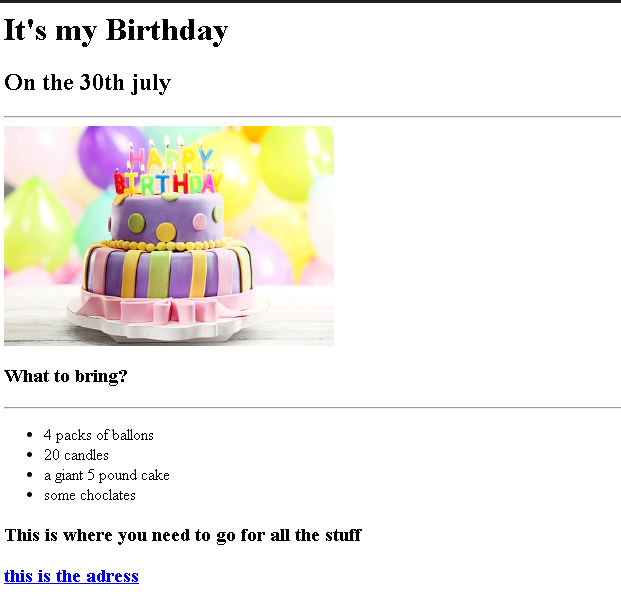 It's my Birthday
On the 30th july
HAPPY
BIRTHDAY
What to bring?
4 packs of ballons
20 candles
a giant 5 pound cake
some choclates
This is where you need to go for all the stuff
this is the adress